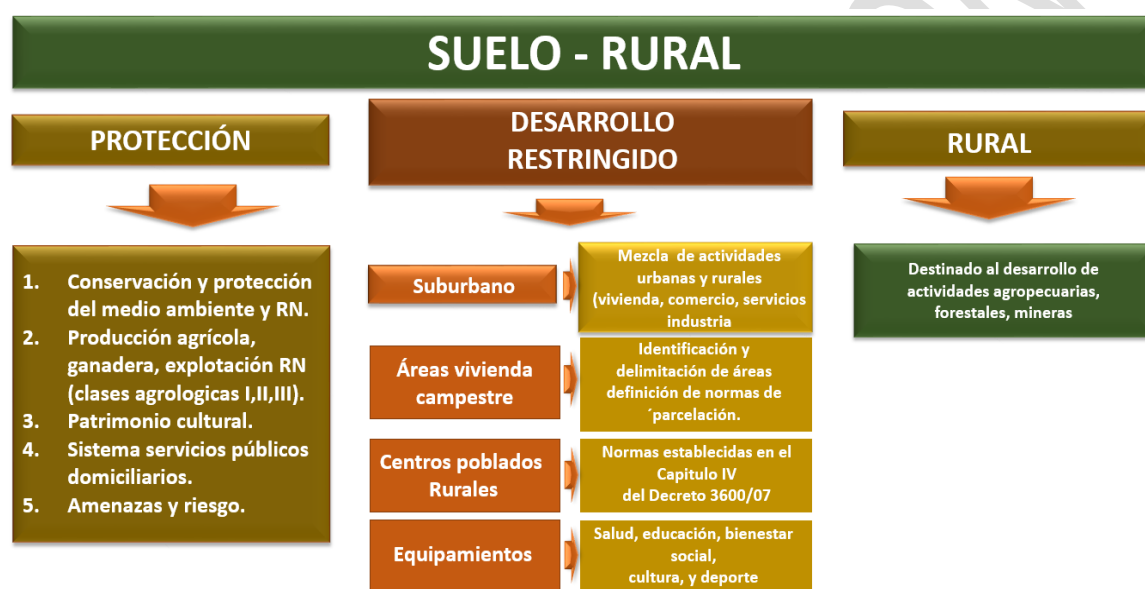 SUELO - RURAL
PROTECCIÓN
1. Conservación y protección
del medio ambiente y RN.
2. Producción agrícola,
ganadera, explotación RN
(clases agrologicas I,II,III).
3. Patrimonio cultural.
4. Sistema servicios públicos
domiciliarios.
5. Amenazas y riesgo.
DESARROLLO
RESTRINGIDO
Suburbano
Mezcla de actividades
urbanas y rurales
(vivienda, comercio, servicios
industria
Áreas vivienda
campestre
Identificación y
delimitación de áreas
definición de normas de
´parcelación.
Centros poblados
Rurales
Normas establecidas en el
Capitulo IV
del Decreto 3600/07
Equipamientos
Salud, educación, bienestar
social,
cultura, y deporte
RURAL
Destinado al desarrollo de
actividades agropecuarias,
forestales, mineras